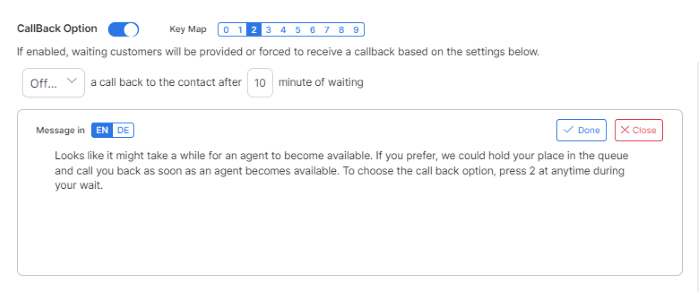 CallBack Option Key Map 0 1 2 3 4 5 6 7 8 9
If enabled, waiting customers will be provided or forced to receive a callback based on the settings below.
Off... a call back to the contact after 10 minute of waiting
Message in EN DE Done Close
Looks like it might take a while for an agent to become available. If you prefer, we could hold your place in the queue
and call you back as soon as an agent becomes available. To choose the call back option, press 2 at anytime during
your wait.